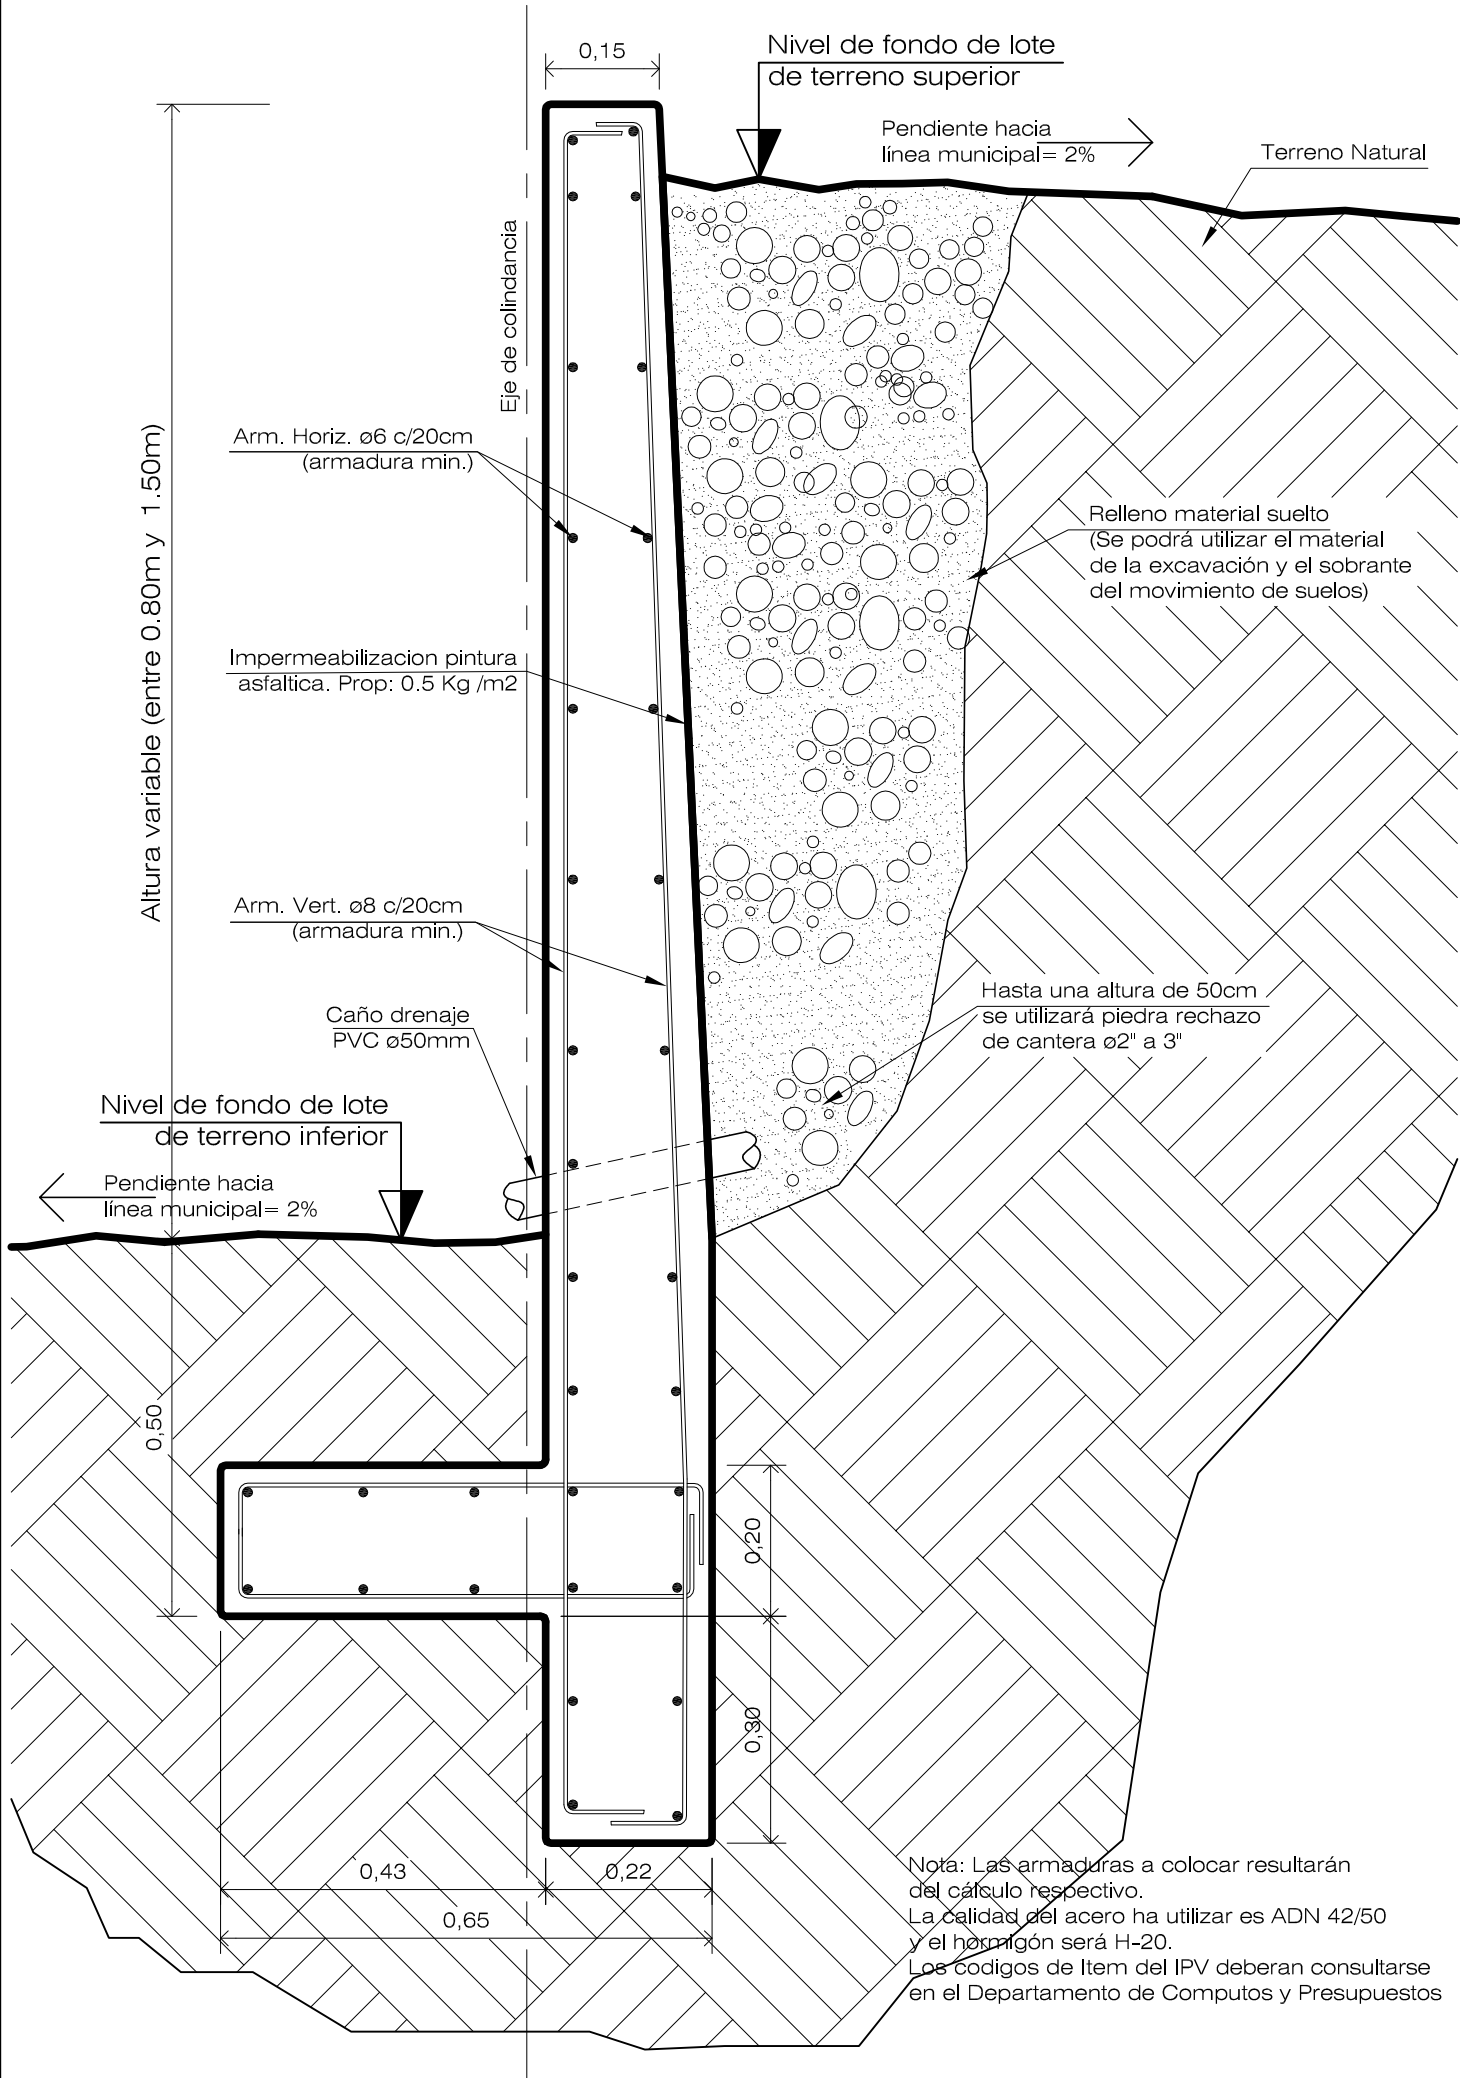 0,15
Nivel de fondo de lote
de terreno superior
Pendiente hacia
línea municipal= 2%
Terreno Natural
Eje de colindancia
Arm. Horiz. ø6 c/20cm
(armadura min.)
Altura variable (entre 0.80m y 1.50m)
Relleno material suelto
(Se podrá utilizar el material
de la excavación y el sobrante
del movimiento de suelos)
Impermeabilizacion pintura
asfaltica. Prop: 0.5 Kg /m2
Arm. Vert. ø8 c/20cm
(armadura min.)
Hasta una altura de 50cm
se utilizará piedra rechazo
de cantera ø2" a 3"
Caño drenaje
PVC ø50mm
Nivel de fondo de lote
de terreno inferior
Pendiente hacia
línea municipal= 2%
0,50
0,20
0,30
0,43
0,22
0,65
Nota: Las armaduras a colocar resultarán
del cálculo respectivo.
La calidad del acero ha utilizar es ADN 42/50
y el hormigón será H-20.
Los codigos de Item del IPV deberan consultarse
en el Departamento de Computos y Presupuestos